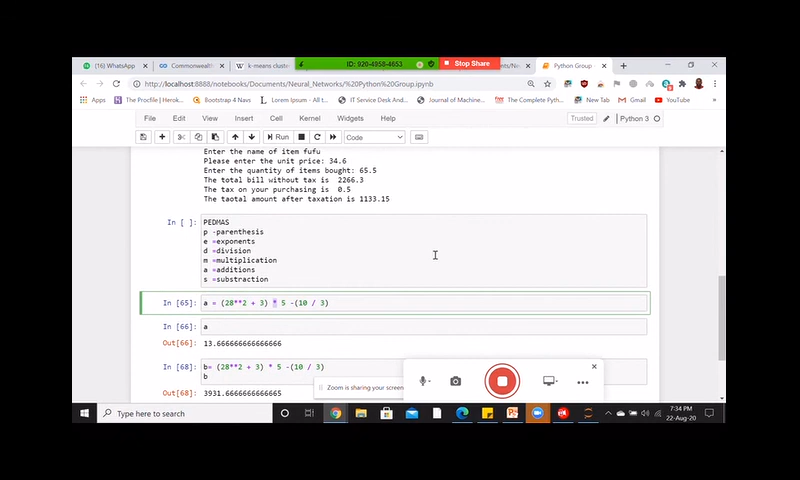 ID: 920-4958-4653
Stop Share
(16) WhatsApp
k-means cluste
Python Group
http://localhost:8888/notebooks/Documents/Neural_Networks/%20Python%20Group.ipynb
Apps
The Procfile | Herok...
Bootstrap 4 Navs
Lorem Ipsum - All t...
IT Service Desk And...
Journal of Machine...
The Complete Pyth...
New Tab
Gmail
YouTube
File Edit View Insert Cell Kernel Widgets Help
Trusted
Python 3
Run
Code
Enter the name of item fufu
Please enter the unit price: 34.6
Enter the quantity of items bought: 65.5
The total bill without tax is 2266.3
The tax on your purchasing is 0.5
The taotal amount after taxation is 1133.15
In [ ]:
PEDMAS
p -parenthesis
e =exponents
d =division
m =multiplication
a =additions
s =substraction
In [65]: a = (28**2 + 3) * 5 -(10 / 3)
In [66]: a
Out[66]: 13.666666666666666
In [68]: b= (28**2 + 3) * 5 -(10 / 3)
b
Out[68]: 3931.6666666666665
Zoom is sharing your screen
Type here to search
7:34 PM
22-Aug-20